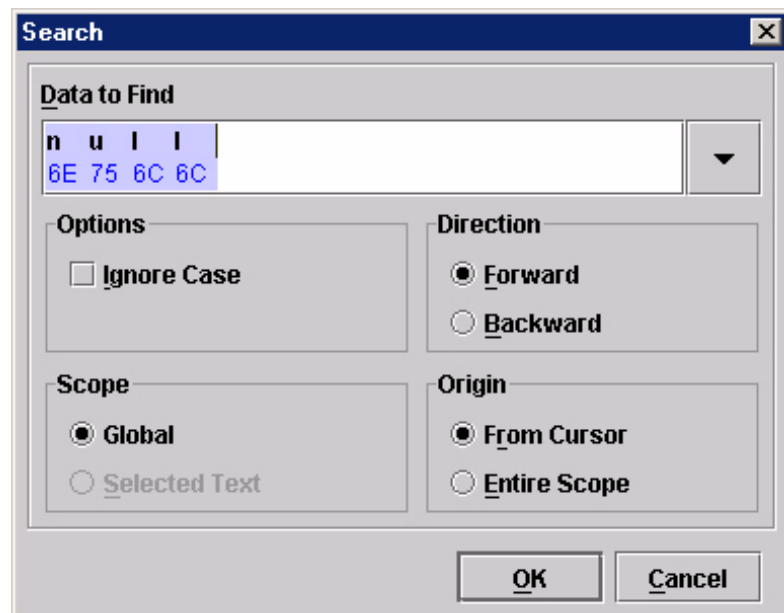 Search
Data to Find
n u l l
6E 75 6C 6C
Options
Ignore Case
Direction
Forward
Backward
Scope
Global
Selected Text
Origin
From Cursor
Entire Scope
OK Cancel